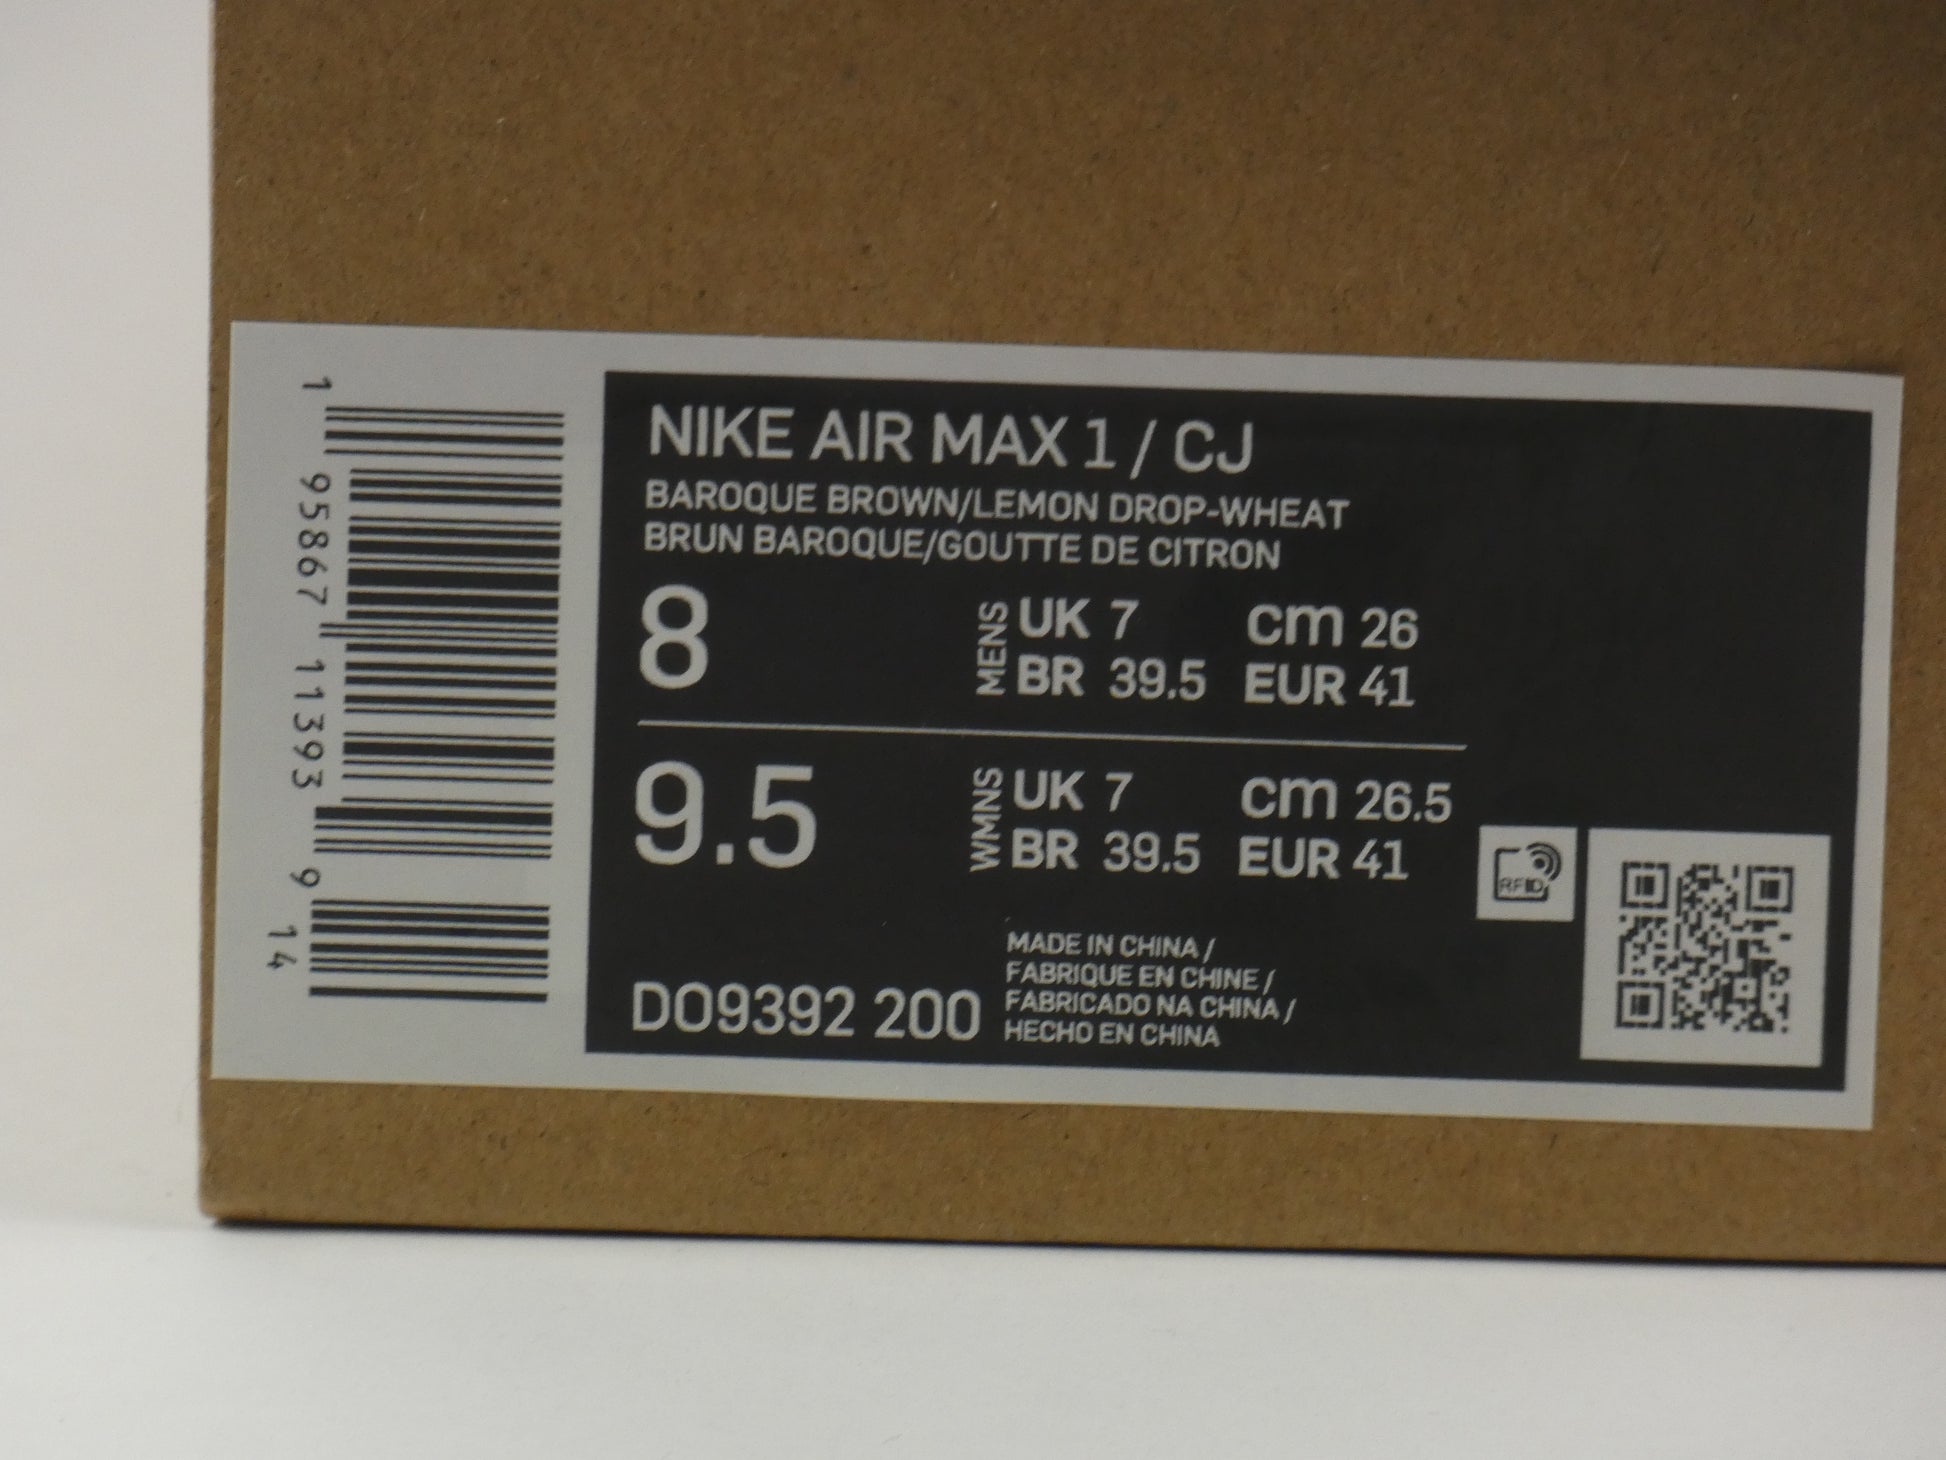 1 95867 11393 9 14
NIKE AIR MAX 1 / CJ
BAROQUE BROWN/LEMON DROP-WHEAT
BRUN BAROQUE/GOUTTE DE CITRON
8 MENS UK 7 cm 26
BR 39.5 EUR 41
9.5 WMNS UK 7 cm 26.5
BR 39.5 EUR 41
RFID
MADE IN CHINA /
FABRIQUE EN CHINE /
FABRICADO NA CHINA /
HECHO EN CHINA
DO9392 200